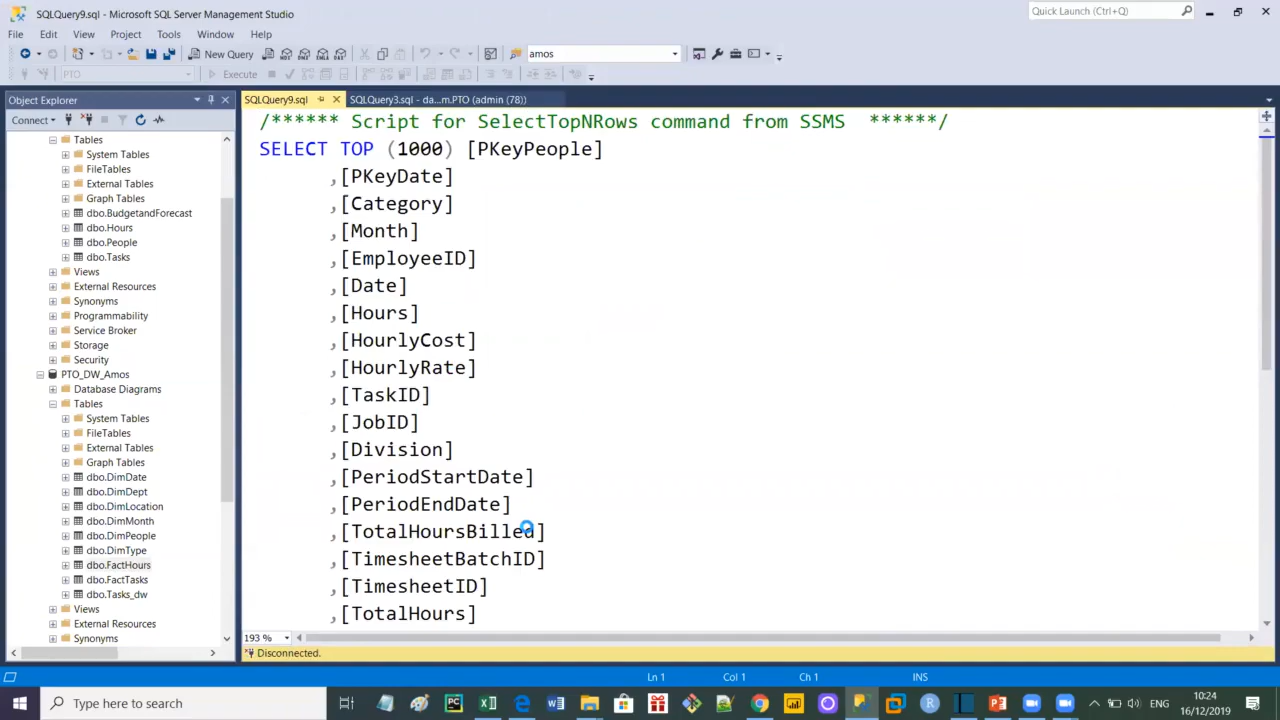 SQLQuery9.sql - Microsoft SQL Server Management Studio
Quick Launch (Ctrl+Q)
File Edit View Project Tools Window Help
New Query amos
PTO Execute
Object Explorer
Connect
Tables
System Tables
FileTables
External Tables
Graph Tables
dbo.BudgetandForecast
dbo.Hours
dbo.People
dbo.Tasks
Views
External Resources
Synonyms
Programmability
Service Broker
Storage
Security
PTO_DW_Amos
Database Diagrams
Tables
System Tables
FileTables
External Tables
Graph Tables
dbo.DimDate
dbo.DimDept
dbo.DimLocation
dbo.DimMonth
dbo.DimPeople
dbo.DimType
dbo.FactHours
dbo.FactTasks
dbo.Tasks_dw
Views
External Resources
Synonyms
SQLQuery9.sql SQLQuery3.sql - da...m.PTO (admin (78))
/****** Script for SelectTopNRows command from SSMS ******/
SELECT TOP (1000) [PKeyPeople]
,[PKeyDate]
,[Category]
,[Month]
,[EmployeeID]
,[Date]
,[Hours]
,[HourlyCost]
,[HourlyRate]
,[TaskID]
,[JobID]
,[Division]
,[PeriodStartDate]
,[PeriodEndDate]
,[TotalHoursBilled]
,[TimesheetBatchID]
,[TimesheetID]
,[TotalHours]
193 %
Disconnected.
Ln 1 Col 1 Ch 1 INS
Type here to search
ENG
10:24
16/12/2019